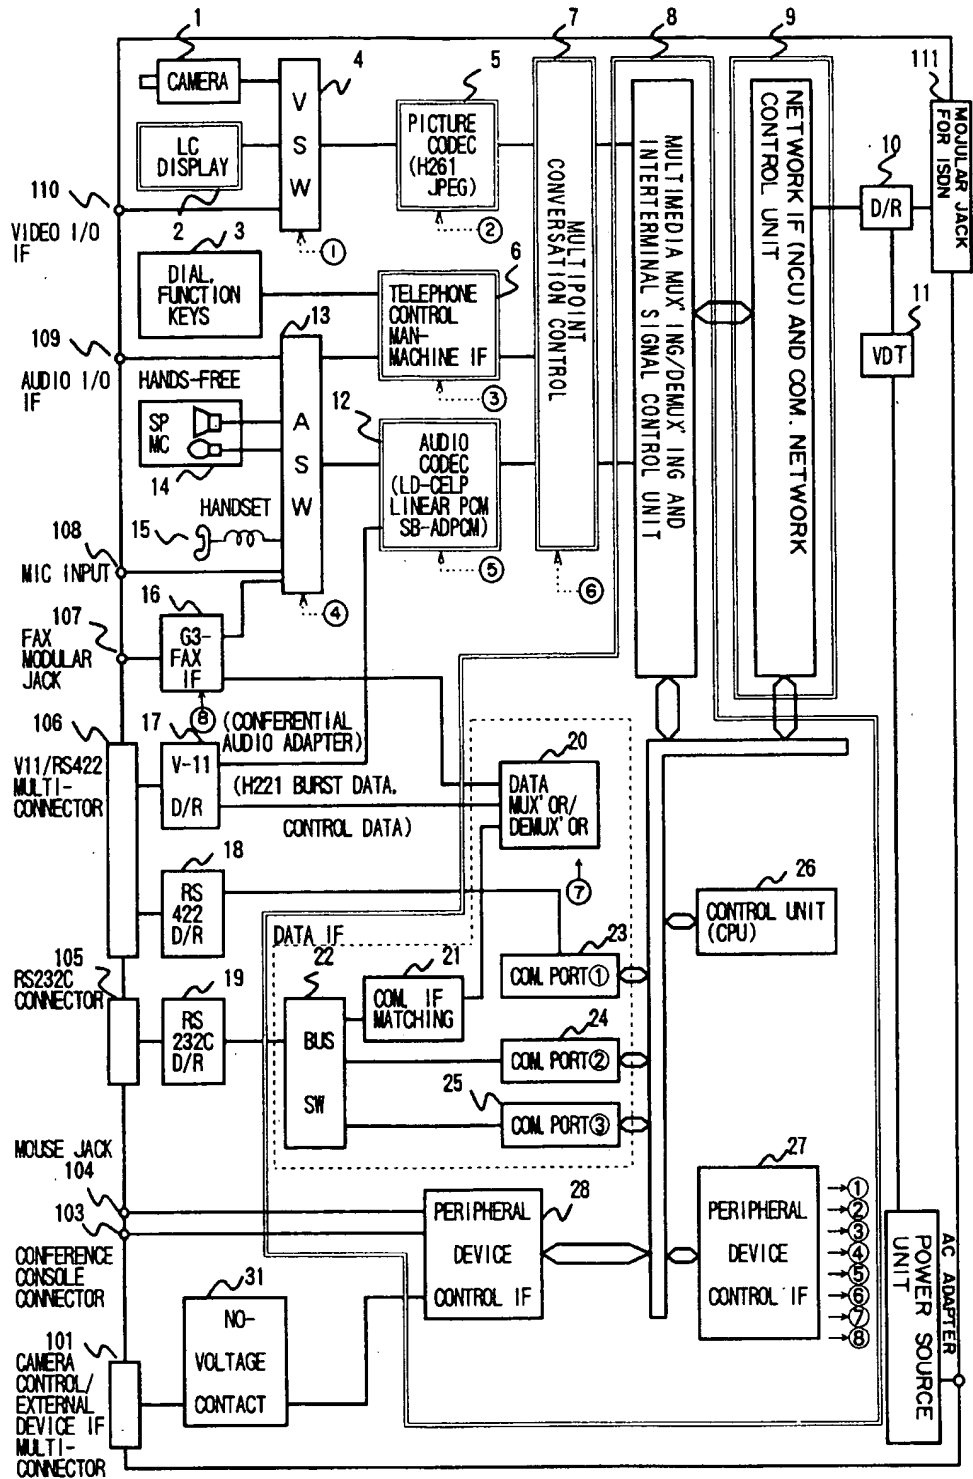 1
4
5
7
8
9
111
CAMERA
LC
DISPLAY
V
S
W
PICTURE
CODEC
(H261
JPEG)
MULTIPOINT
CONVERSATION CONTROL
MULTIMEDIA MUX' ING/DEMUX' ING AND
INTERTERMINAL SIGNAL CONTROL UNIT
NETWORK IF (NCU) AND COM. NETWORK
CONTROL UNIT
10
D/R
MOJULAR JACK
FOR ISDN
110
VIDEO I/O
IF
2
3
①
②
DIAL,
FUNCTION
KEYS
6
TELEPHONE
CONTROL
MAN-
MACHINE IF
③
11
VDT
109
AUDIO I/O
IF
13
HANDS-FREE
SP
MC
14
A
S
W
12
AUDIO
CODEC
(LD-CELP
LINEAR PCM
SB-ADPCM)
⑤
⑥
④
15
HANDSET
108
MIC INPUT
107
FAX
MODULAR
JACK
16
G3-
FAX
IF
⑧
106
V11/RS422
MULTI-
CONNECTOR
17
V-11
D/R
(CONFERENTIAL
AUDIO ADAPTER)
(H221 BURST DATA,
CONTROL DATA)
20
DATA
MUX'OR/
DEMUX'OR
⑦
18
RS
422
D/R
26
CONTROL UNIT
(CPU)
DATA IF
105
RS232C
CONNECTOR
19
RS
232C
D/R
22
BUS
SW
21
COM. IF
MATCHING
23
COM. PORT①
24
COM. PORT②
25
COM. PORT③
MOUSE JACK
104
103
CONFERENCE
CONSOLE
CONNECTOR
28
PERIPHERAL
DEVICE
CONTROL IF
27
PERIPHERAL
DEVICE
CONTROL IF
①
②
③
④
⑤
⑥
⑦
⑧
POWER SOURCE
UNIT
AC ADAPTER
31
NO-
VOLTAGE
CONTACT
101
CAMERA
CONTROL/
EXTERNAL
DEVICE IF
MULTI-
CONNECTOR